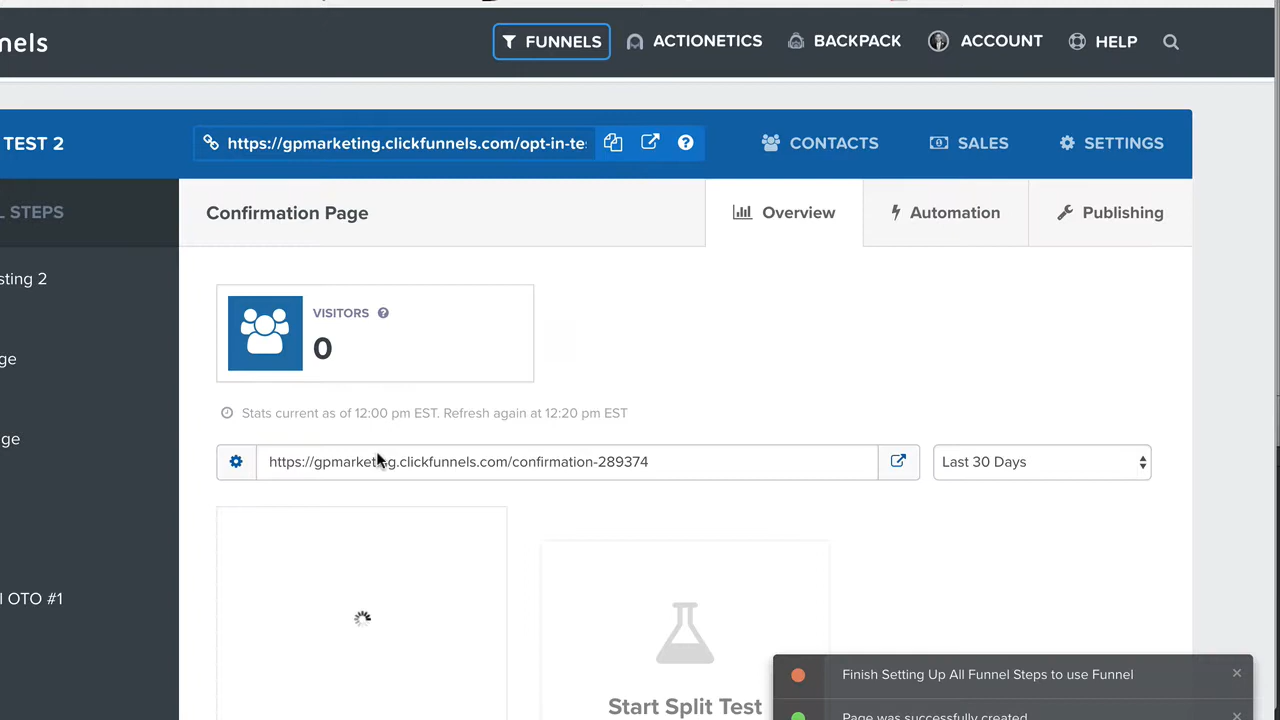 nels
FUNNELS
ACTIONETICS
BACKPACK
ACCOUNT
HELP
TEST 2
https://gpmarketing.clickfunnels.com/opt-in-te
CONTACTS
SALES
SETTINGS
L STEPS
Confirmation Page
Overview
Automation
Publishing
sting 2
VISITORS
0
ge
Stats current as of 12:00 pm EST. Refresh again at 12:20 pm EST
ge
https://gpmarketing.clickfunnels.com/confirmation-289374
Last 30 Days
l OTO #1
Start Split Test
Finish Setting Up All Funnel Steps to use Funnel
Page was successfully created